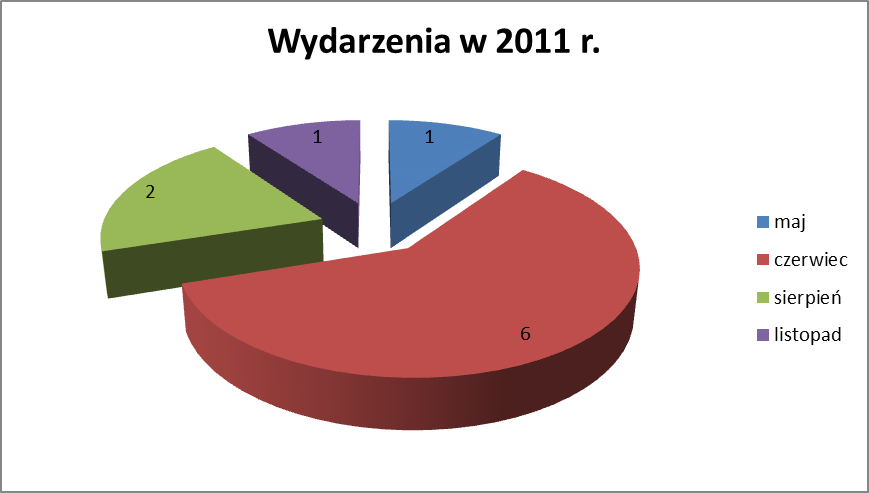 Wydarzenia w 2011 r.
1
1
2
6
maj
czerwiec
sierpień
listopad